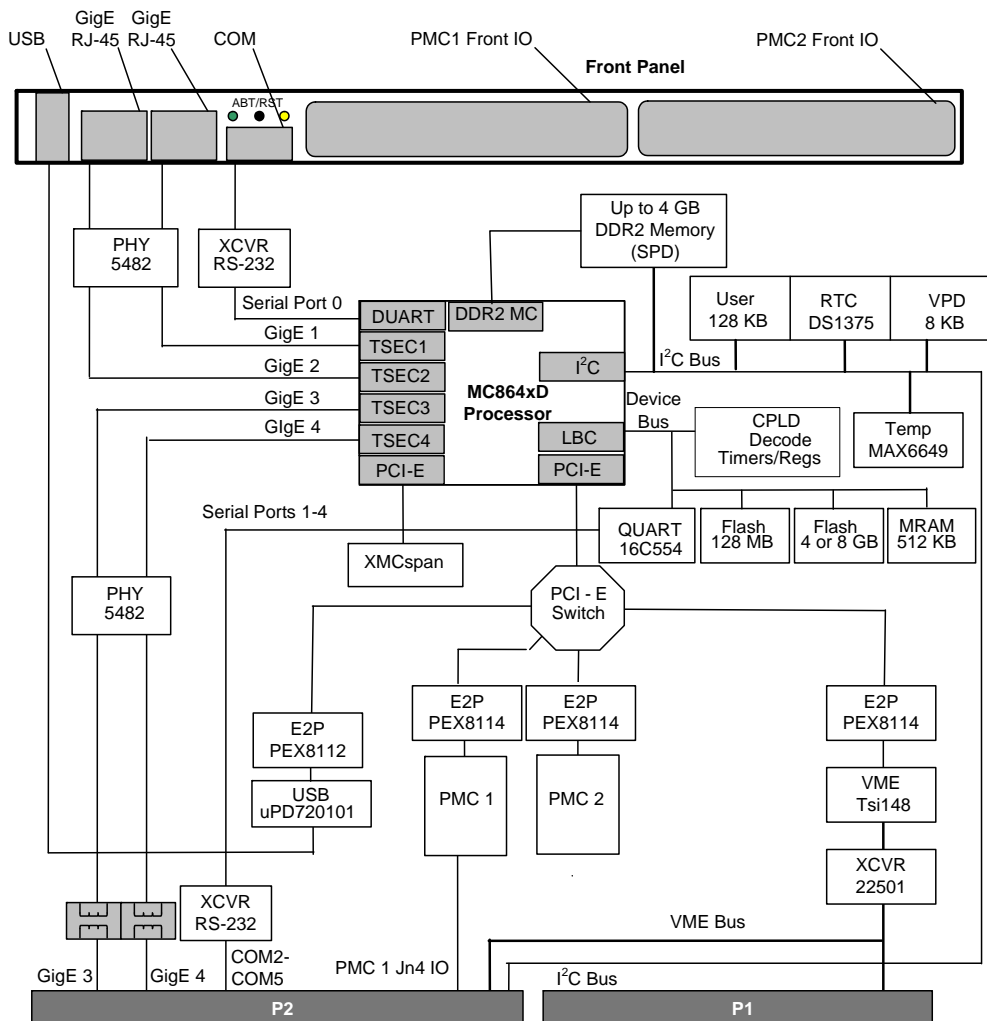 GigE
RJ-45
GigE
RJ-45
USB
COM
PMC1 Front IO
PMC2 Front IO
Front Panel
ABT/RST
PHY
5482
XCVR
RS-232
Up to 4 GB
DDR2 Memory
(SPD)
User
128 KB
RTC
DS1375
VPD
8 KB
Serial Port 0
GigE 1
GigE 2
GigE 3
GIgE 4
DUART
DDR2 MC
TSEC1
TSEC2
TSEC3
TSEC4
PCI-E
I²C
MC864xD
Processor
LBC
PCI-E
I²C Bus
Device
Bus
CPLD
Decode
Timers/Regs
Temp
MAX6649
Serial Ports 1-4
QUART
16C554
Flash
128 MB
Flash
4 or 8 GB
MRAM
512 KB
XMCspan
PHY
5482
PCI - E
Switch
E2P
PEX8112
E2P
PEX8114
E2P
PEX8114
E2P
PEX8114
USB
uPD720101
PMC 1
PMC 2
VME
Tsi148
XCVR
22501
XCVR
RS-232
VME Bus
GigE 3
GigE 4
COM2-
COM5
PMC 1 Jn4 IO
I²C Bus
P2
P1